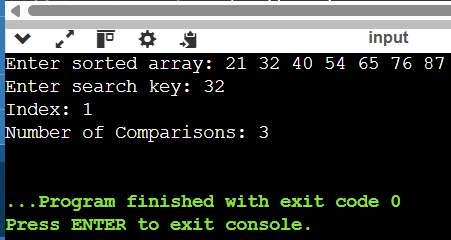 input
Enter sorted array: 21 32 40 54 65 76 87
Enter search key: 32
Index: 1
Number of Comparisons: 3
...Program finished with exit code 0
Press ENTER to exit console.